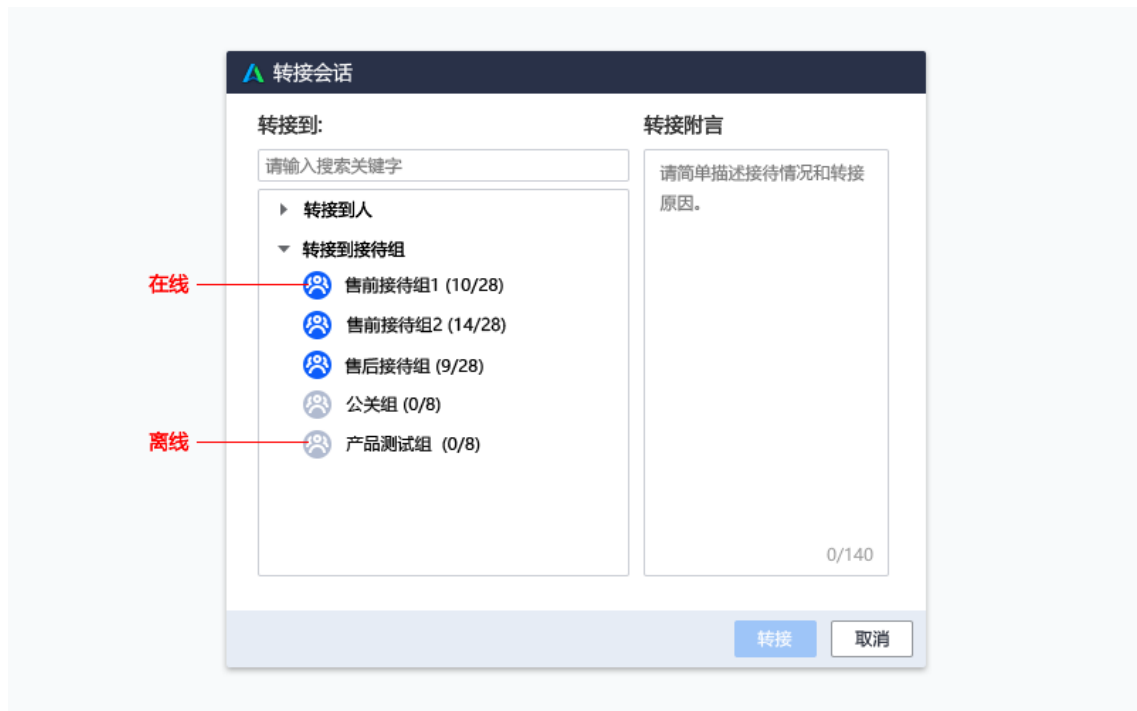 转接会话
转接到:
转接附言
请输入搜索关键字
请简单描述接待情况和转接
原因。
转接到人
转接到接待组
在线
售前接待组1 (10/28)
售前接待组2 (14/28)
售后接待组 (9/28)
公关组 (0/8)
离线
产品测试组 (0/8)
0/140
转接
取消